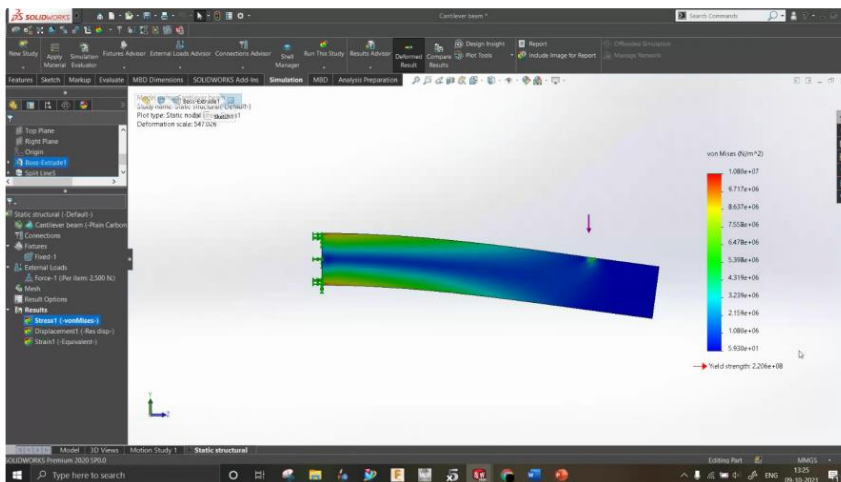 SOLIDWORKS
Cantilever beam *
Search Commands
New Study
Apply Material
Simulation Evaluator
Fixtures Advisor
External Loads Advisor
Connections Advisor
Shell Manager
Run This Study
Results Advisor
Deformed Result
Compare Results
Design Insight
Plot Tools
Report
Include Image for Report
Offloaded Simulation
Manage Network
Features Sketch Markup Evaluate MBD Dimensions SOLIDWORKS Add-Ins Simulation MBD Analysis Preparation
Top Plane
Right Plane
Origin
Boss-Extrude1
Split Line5
Boss-Extrude1
Sketch1
Plot type: Static nodal
Deformation scale: 547.026
Static structural (-Default-)
Cantilever beam (-Plain Carbon
Connections
Fixtures
Fixed-1
External Loads
Force-1 (:Per item: 2,500 N:)
Mesh
Result Options
Results
Stress1 (-vonMises-)
Displacement1 (-Res disp-)
Strain1 (-Equivalent-)
von Mises (N/m^2)
1.080e+07
9.717e+06
8.637e+06
7.558e+06
6.478e+06
5.398e+06
4.319e+06
3.239e+06
2.159e+06
1.080e+06
5.930e+01
Yield strength: 2.206e+08
Y
Z
Model 3D Views Motion Study 1 Static structural
SOLIDWORKS Premium 2020 SP0.0
Editing Part
MMGS
Type here to search
ENG
13:25
09-10-2021